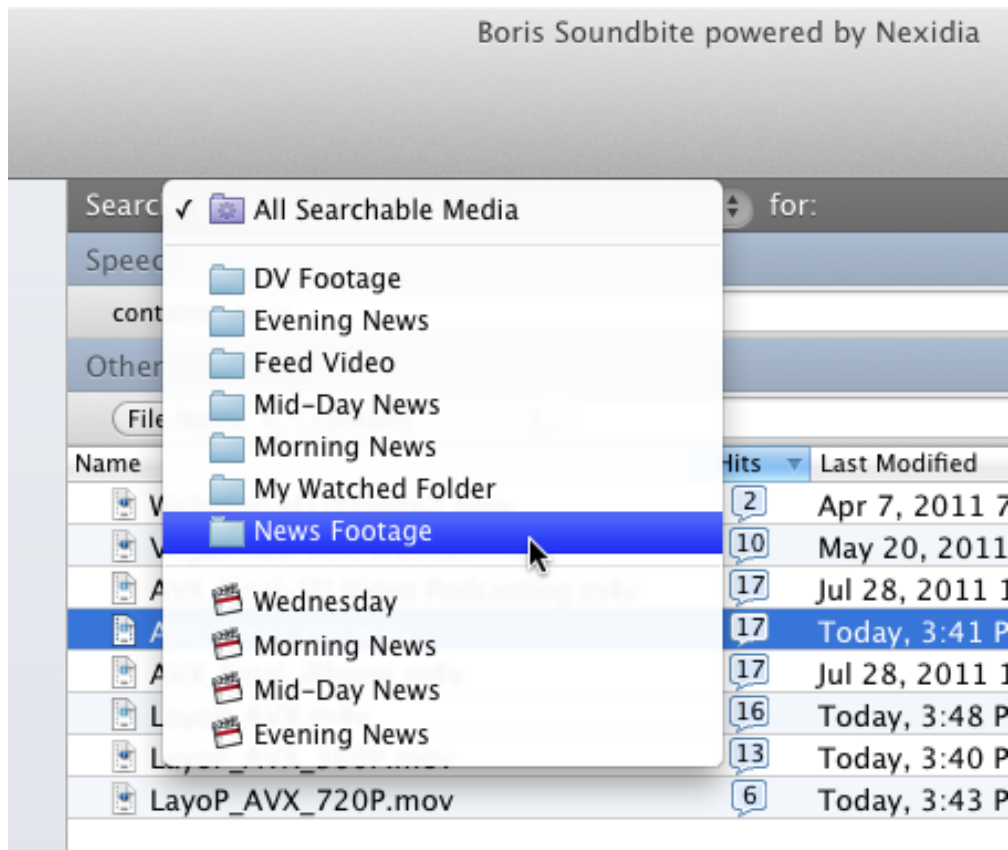 Boris Soundbite powered by Nexidia
Searc ✓ All Searchable Media for:
Speec
DV Footage
cont Evening News
Other Feed Video
File Mid-Day News
Morning News
Name Hits Last Modified
My Watched Folder
2 Apr 7, 2011 7
News Footage
10 May 20, 2011
17 Jul 28, 2011 1
Wednesday
17 Today, 3:41 P
Morning News
17 Jul 28, 2011 1
Mid-Day News
16 Today, 3:48 P
Evening News
13 Today, 3:40 P
LayoP_AVX_720P.mov 6 Today, 3:43 P